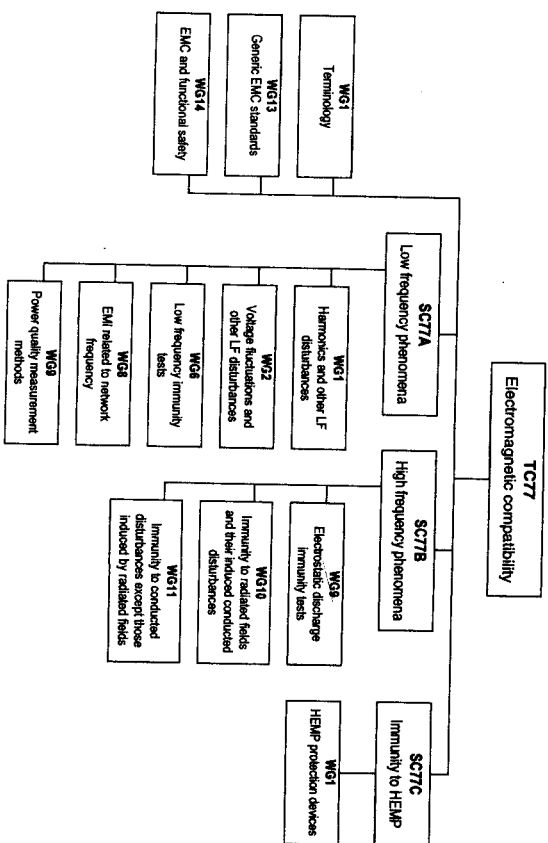 TC77
Electromagnetic compatibility
WG1
Terminology
WG13
Generic EMC standards
WG14
EMC and functional safety
SC77A
Low frequency phenomena
WG1
Harmonics and other LF
disturbances
WG2
Voltage fluctuations and
other LF disturbances
WG6
Low frequency immunity
tests
WG8
EMI related to network
frequency
WG9
Power quality measurement
methods
SC77B
High frequency phenomena
WG9
Electrostatic discharge
immunity tests
WG10
Immunity to radiated fields
and their induced conducted
disturbances
WG11
Immunity to conducted
disturbances except those
induced by radiated fields
SC77C
Immunity to HEMP
WG1
HEMP protection devices